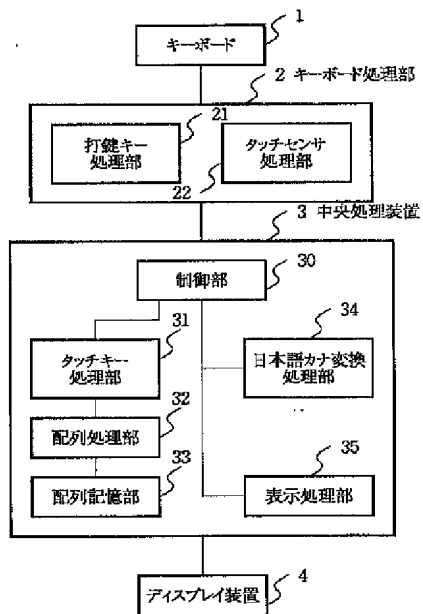 1
キーボード
2 キーボード処理部
21
打鍵キー
処理部
タッチセンサ
処理部
22
3 中央処理装置
30
制御部
31
タッチキー
処理部
34
日本語カナ変換
処理部
32
配列処理部
33
配列記憶部
35
表示処理部
ディスプレイ装置
4